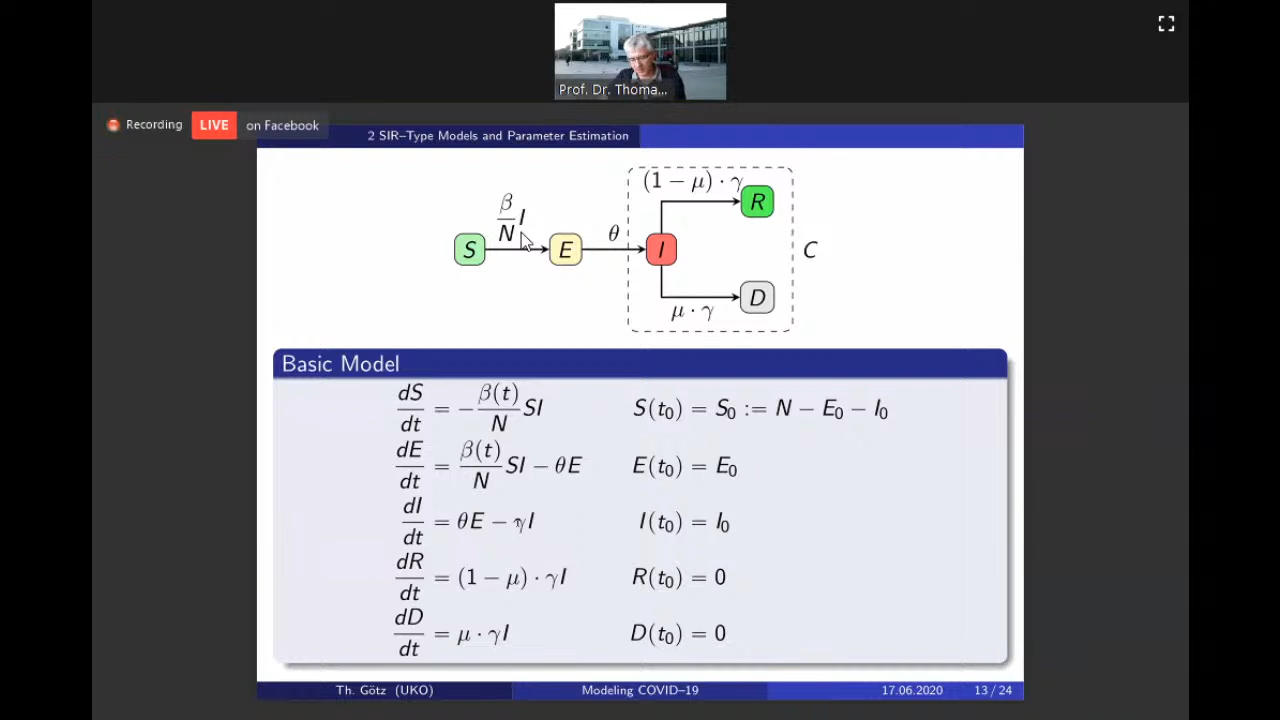 Prof. Dr. Thoma...
Recording LIVE on Facebook
2 SIR–Type Models and Parameter Estimation
(1 − μ) · γ
R
β/N I
S
E
θ
I
C
D
μ · γ
Basic Model
dS/dt = −β(t)/N SI    S(t₀) = S₀ := N − E₀ − I₀
dE/dt = β(t)/N SI − θE    E(t₀) = E₀
dI/dt = θE − γI    I(t₀) = I₀
dR/dt = (1 − μ) · γI    R(t₀) = 0
dD/dt = μ · γI    D(t₀) = 0
Th. Götz (UKO) Modeling COVID–19 17.06.2020 13 / 24